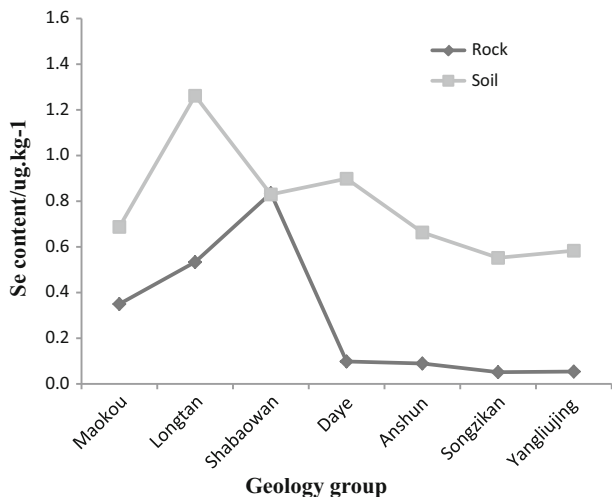 1.6
1.4
1.2
1.0
0.8
0.6
0.4
0.2
0.0
Se content/ug.kg-1
Rock
Soil
Maokou
Longtan
Shabaowan
Daye
Anshun
Songzikan
Yangliujing
Geology group